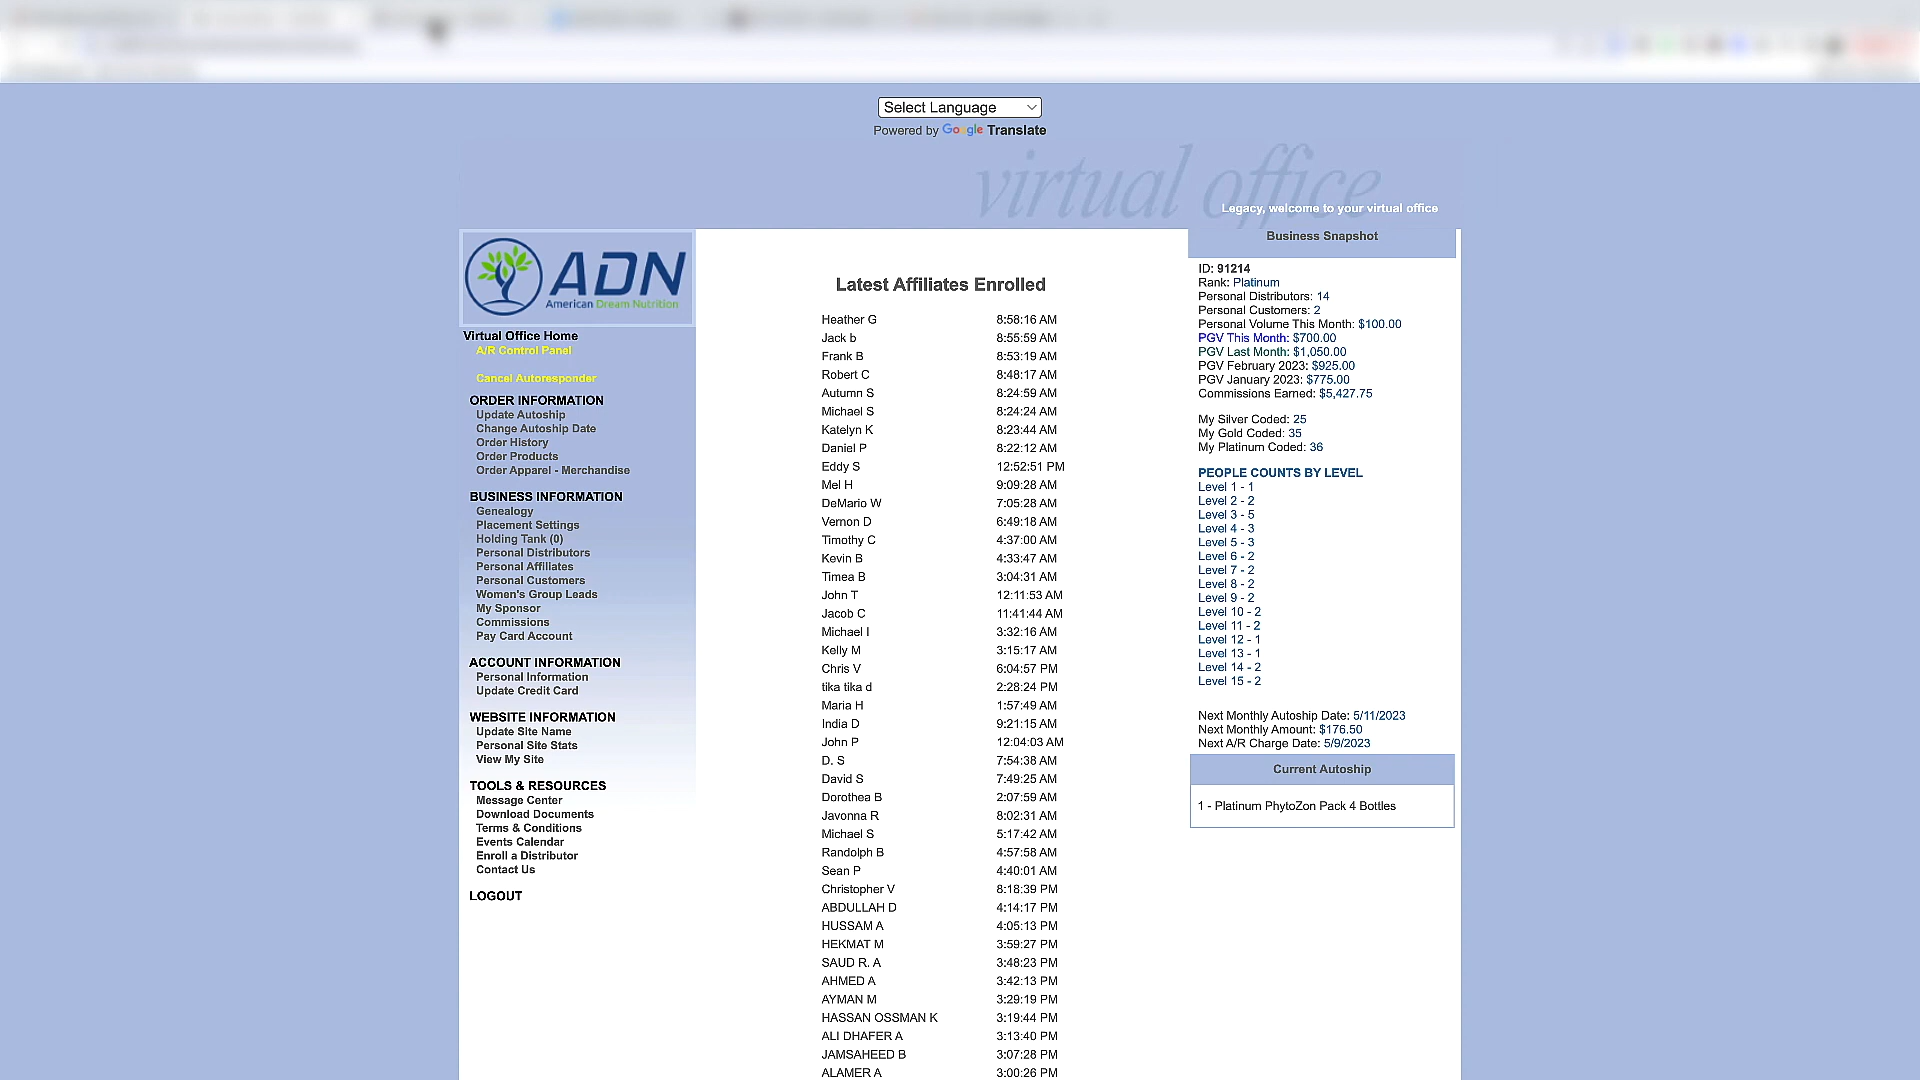 Select Language
Powered by Google Translate
virtual office
Legacy, welcome to your virtual office
ADN
American Dream Nutrition
Virtual Office Home
A/R Control Panel
Cancel Autoresponder
ORDER INFORMATION
Update Autoship
Change Autoship Date
Order History
Order Products
Order Apparel - Merchandise
BUSINESS INFORMATION
Genealogy
Placement Settings
Holding Tank (0)
Personal Distributors
Personal Affiliates
Personal Customers
Women's Group Leads
My Sponsor
Commissions
Pay Card Account
ACCOUNT INFORMATION
Personal Information
Update Credit Card
WEBSITE INFORMATION
Update Site Name
Personal Site Stats
View My Site
TOOLS & RESOURCES
Message Center
Download Documents
Terms & Conditions
Events Calendar
Enroll a Distributor
Contact Us
LOGOUT
Latest Affiliates Enrolled
Heather G 8:58:16 AM
Jack b 8:55:59 AM
Frank B 8:53:19 AM
Robert C 8:48:17 AM
Autumn S 8:24:59 AM
Michael S 8:24:24 AM
Katelyn K 8:23:44 AM
Daniel P 8:22:12 AM
Eddy S 12:52:51 PM
Mel H 9:09:28 AM
DeMario W 7:05:28 AM
Vernon D 6:49:18 AM
Timothy C 4:37:00 AM
Kevin B 4:33:47 AM
Timea B 3:04:31 AM
John T 12:11:53 AM
Jacob C 11:41:44 AM
Michael I 3:32:16 AM
Kelly M 3:15:17 AM
Chris V 6:04:57 PM
tika tika d 2:28:24 PM
Maria H 1:57:49 AM
India D 9:21:15 AM
John P 12:04:03 AM
D. S 7:54:38 AM
David S 7:49:25 AM
Dorothea B 2:07:59 AM
Javonna R 8:02:31 AM
Michael S 5:17:42 AM
Randolph B 4:57:58 AM
Sean P 4:40:01 AM
Christopher V 8:18:39 PM
ABDULLAH D 4:14:17 PM
HUSSAM A 4:05:13 PM
HEKMAT M 3:59:27 PM
SAUD R. A 3:48:23 PM
AHMED A 3:42:13 PM
AYMAN M 3:29:19 PM
HASSAN OSSMAN K 3:19:44 PM
ALI DHAFER A 3:13:40 PM
JAMSAHEED B 3:07:28 PM
ALAMER A 3:00:26 PM
Business Snapshot
ID: 91214
Rank: Platinum
Personal Distributors: 14
Personal Customers: 2
Personal Volume This Month: $100.00
PGV This Month: $700.00
PGV Last Month: $1,050.00
PGV February 2023: $925.00
PGV January 2023: $775.00
Commissions Earned: $5,427.75
My Silver Coded: 25
My Gold Coded: 35
My Platinum Coded: 36
PEOPLE COUNTS BY LEVEL
Level 1 - 1
Level 2 - 2
Level 3 - 5
Level 4 - 3
Level 5 - 3
Level 6 - 2
Level 7 - 2
Level 8 - 2
Level 9 - 2
Level 10 - 2
Level 11 - 2
Level 12 - 1
Level 13 - 1
Level 14 - 2
Level 15 - 2
Next Monthly Autoship Date: 5/11/2023
Next Monthly Amount: $176.50
Next A/R Charge Date: 5/9/2023
Current Autoship
1 - Platinum PhytoZon Pack 4 Bottles